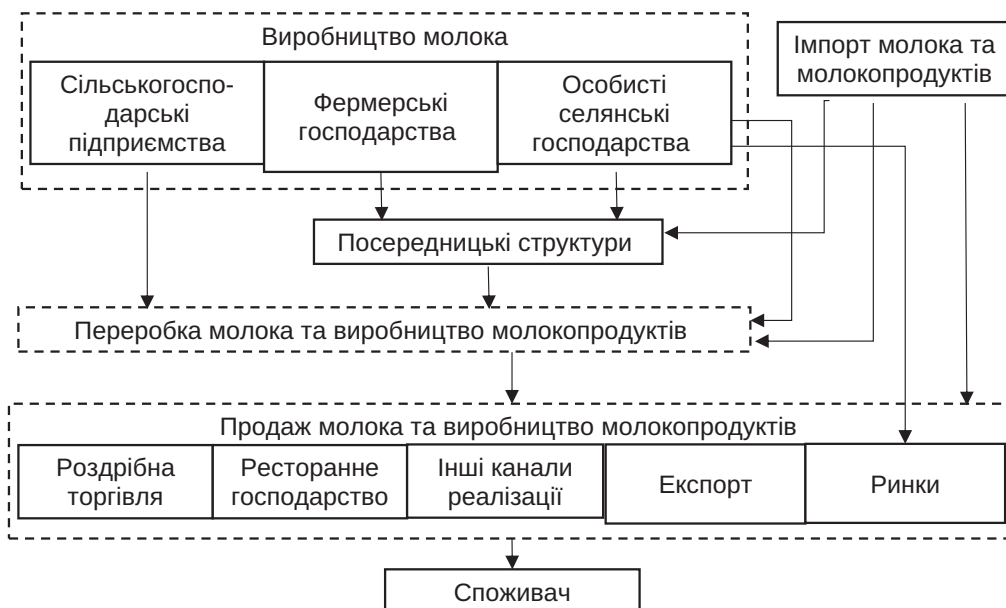 Виробництво молока
Імпорт молока та
молокопродуктів
Сільськогоспо-
дарські
підприємства
Фермерські
господарства
Особисті
селянські
господарства
Посередницькі структури
Переробка молока та виробництво молокопродуктів
Продаж молока та виробництво молокопродуктів
Роздрібна
торгівля
Ресторанне
господарство
Інші канали
реалізації
Експорт
Ринки
Споживач